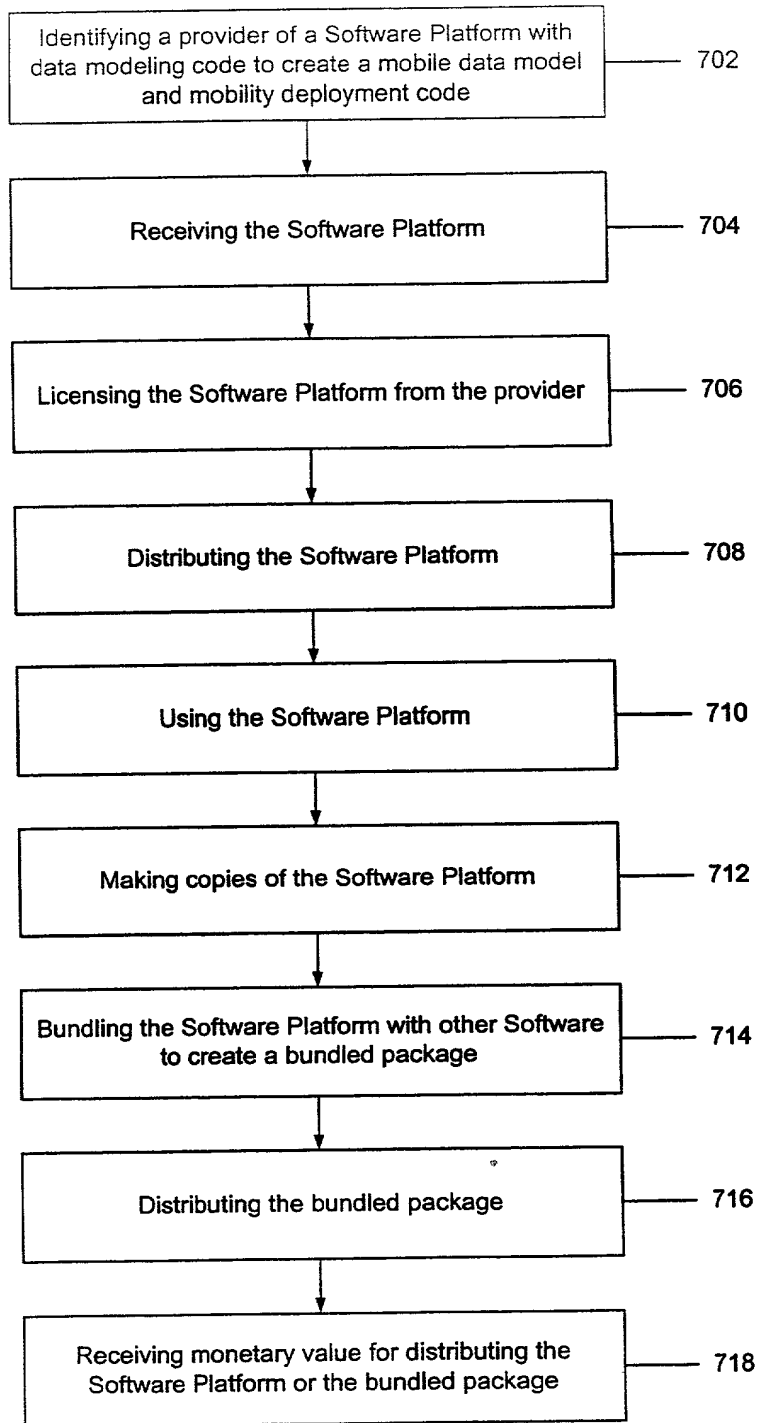 Identifying a provider of a Software Platform with
data modeling code to create a mobile data model
and mobility deployment code
702
Receiving the Software Platform
704
Licensing the Software Platform from the provider
706
Distributing the Software Platform
708
Using the Software Platform
710
Making copies of the Software Platform
712
Bundling the Software Platform with other Software
to create a bundled package
714
Distributing the bundled package
716
Receiving monetary value for distributing the
Software Platform or the bundled package
718